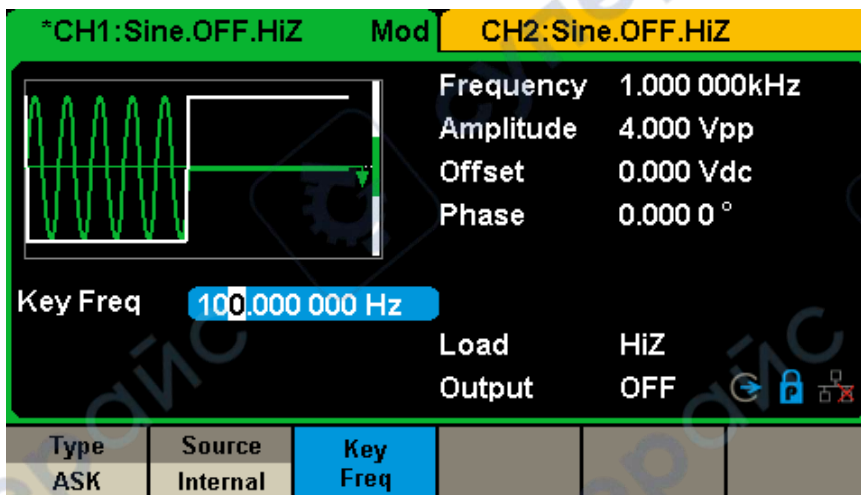 *CH1:Sine.OFF.HiZ Mod CH2:Sine.OFF.HiZ
Frequency 1.000 000kHz
Amplitude 4.000 Vpp
Offset 0.000 Vdc
Phase 0.000 0 °
Key Freq 100.000 000 Hz
Load HiZ
Output OFF P
Type Source Key
ASK Internal Freq